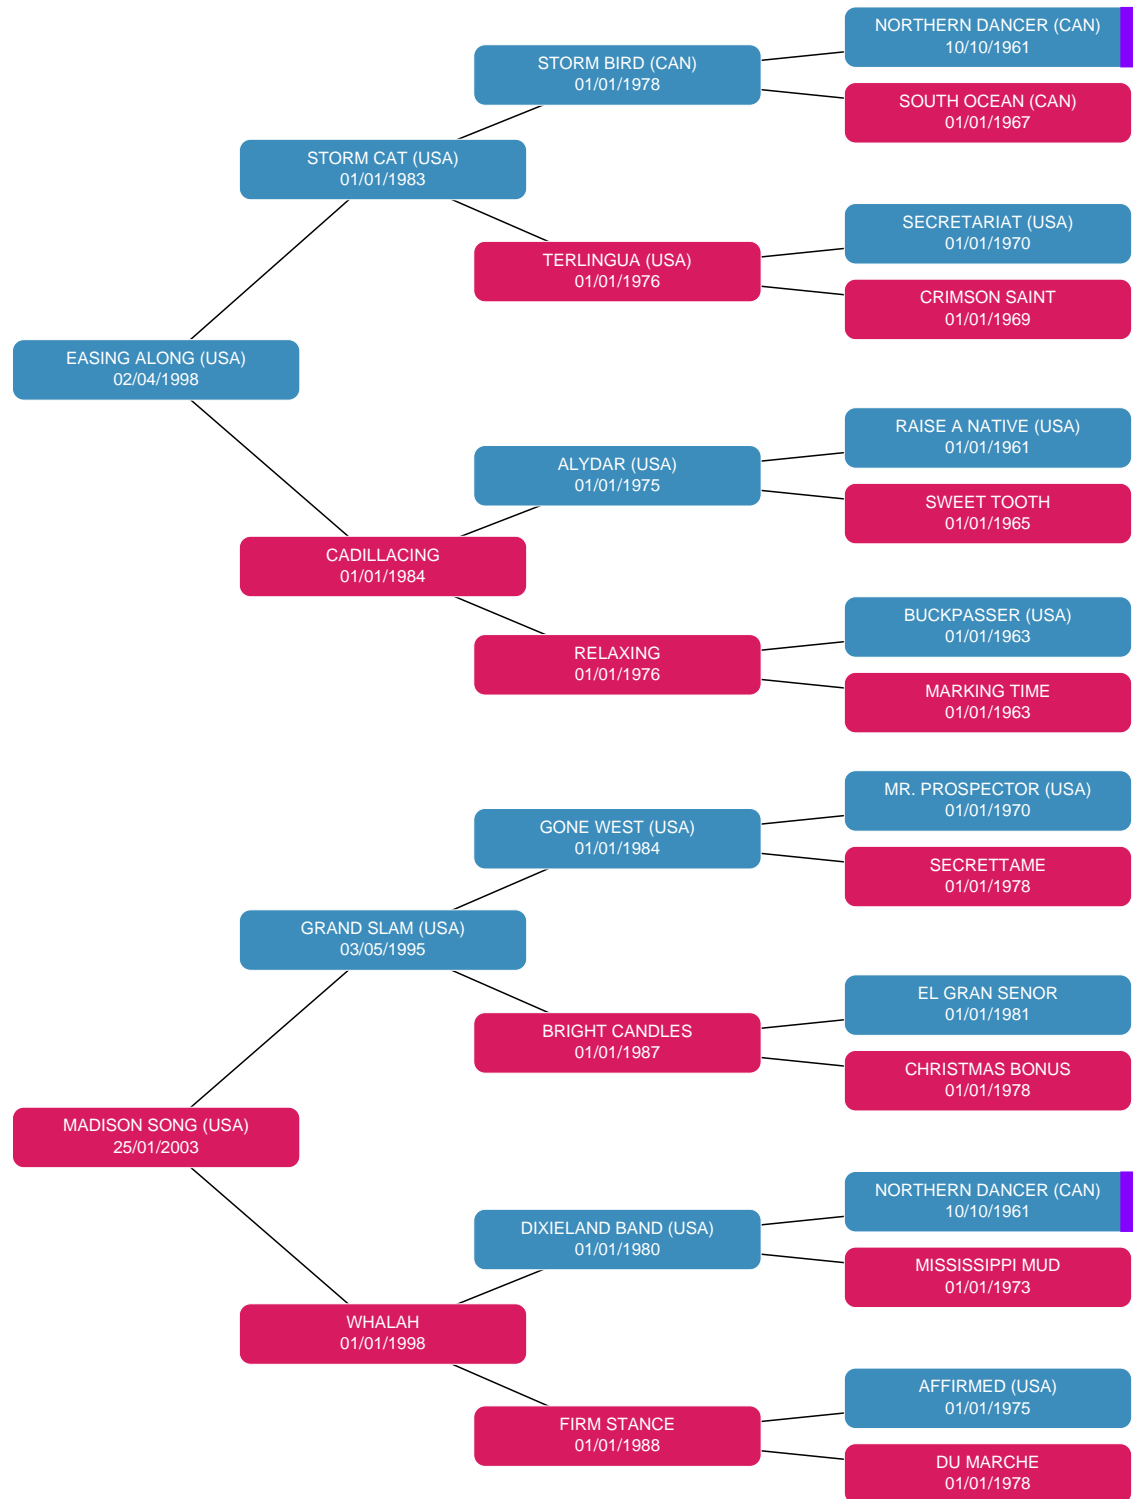 NORTHERN DANCER (CAN)
10/10/1961
STORM BIRD (CAN)
01/01/1978
SOUTH OCEAN (CAN)
01/01/1967
STORM CAT (USA)
01/01/1983
SECRETARIAT (USA)
01/01/1970
TERLINGUA (USA)
01/01/1976
CRIMSON SAINT
01/01/1969
EASING ALONG (USA)
02/04/1998
RAISE A NATIVE (USA)
01/01/1961
ALYDAR (USA)
01/01/1975
SWEET TOOTH
01/01/1965
CADILLACING
01/01/1984
BUCKPASSER (USA)
01/01/1963
RELAXING
01/01/1976
MARKING TIME
01/01/1963
MR. PROSPECTOR (USA)
01/01/1970
GONE WEST (USA)
01/01/1984
SECRETTAME
01/01/1978
GRAND SLAM (USA)
03/05/1995
EL GRAN SENOR
01/01/1981
BRIGHT CANDLES
01/01/1987
CHRISTMAS BONUS
01/01/1978
MADISON SONG (USA)
25/01/2003
NORTHERN DANCER (CAN)
10/10/1961
DIXIELAND BAND (USA)
01/01/1980
MISSISSIPPI MUD
01/01/1973
WHALAH
01/01/1998
AFFIRMED (USA)
01/01/1975
FIRM STANCE
01/01/1988
DU MARCHE
01/01/1978